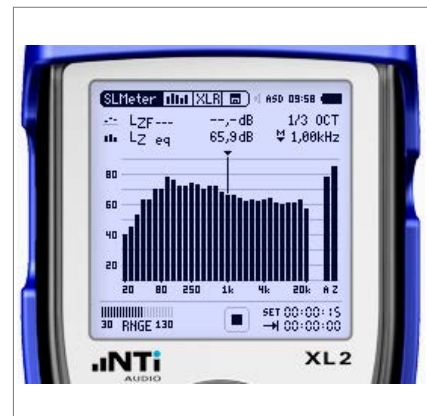 SLMeter XLR ASD 09:58
LZF--- --,-dB 1/3 OCT
LZ eq 65,9dB M 1,00kHz
80
60
40
20
20 80 250 1k 4k 20k A Z
SET 00:00:15
30 RNGE 130 00:00:00
NTi
AUDIO
XL2